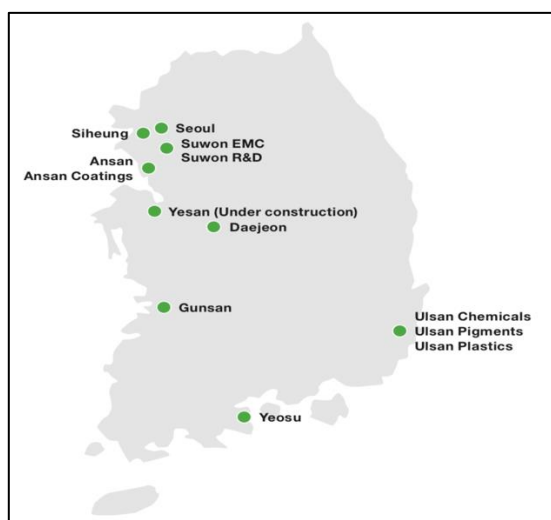 Seoul
Siheung
Suwon EMC
Suwon R&D
Ansan
Ansan Coatings
Yesan (Under construction)
Daejeon
Gunsan
Ulsan Chemicals
Ulsan Pigments
Ulsan Plastics
Yeosu